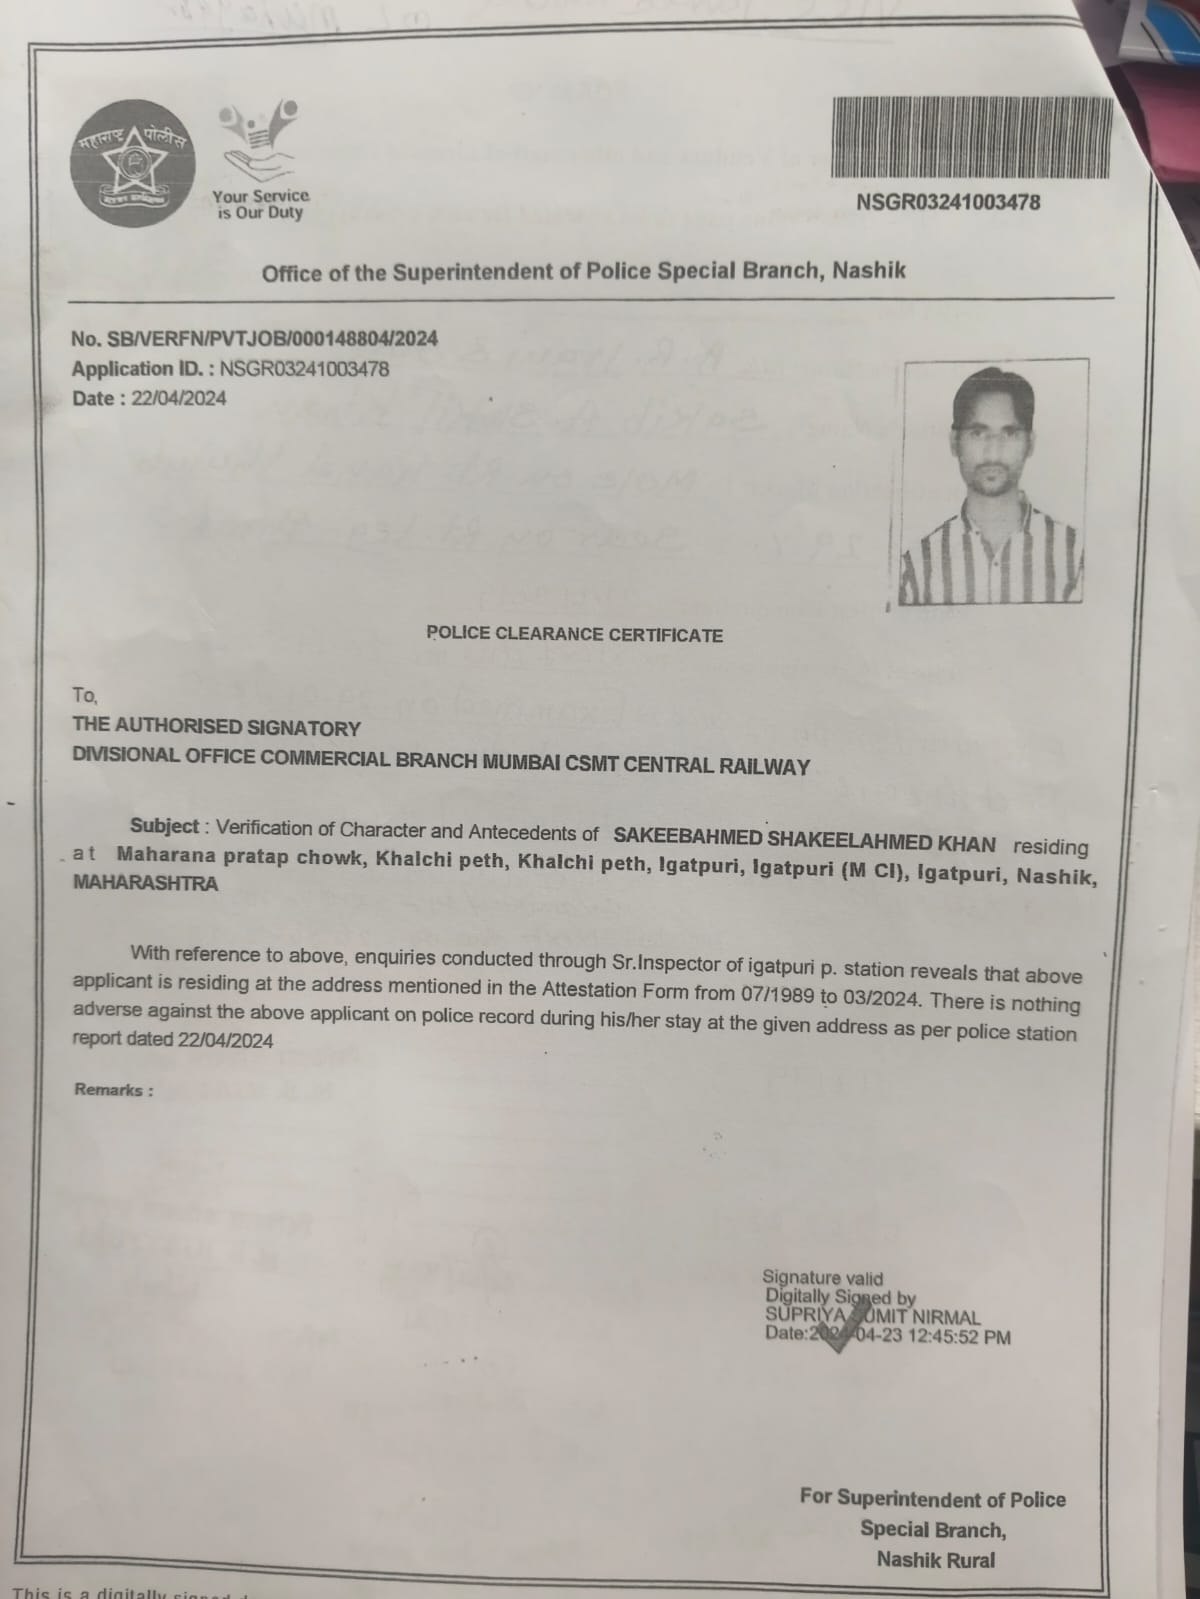 महाराष्ट्र पोलीस
Your Service
is Our Duty
NSGR03241003478
Office of the Superintendent of Police Special Branch, Nashik
No. SB/VERFN/PVTJOB/000148804/2024
Application ID. : NSGR03241003478
Date : 22/04/2024
POLICE CLEARANCE CERTIFICATE
To,
THE AUTHORISED SIGNATORY
DIVISIONAL OFFICE COMMERCIAL BRANCH MUMBAI CSMT CENTRAL RAILWAY
Subject : Verification of Character and Antecedents of SAKEEBAHMED SHAKEELAHMED KHAN residing
at Maharana pratap chowk, Khalchi peth, Khalchi peth, Igatpuri, Igatpuri (M Cl), Igatpuri, Nashik,
MAHARASHTRA
With reference to above, enquiries conducted through Sr.Inspector of igatpuri p. station reveals that above
applicant is residing at the address mentioned in the Attestation Form from 07/1989 to 03/2024. There is nothing
adverse against the above applicant on police record during his/her stay at the given address as per police station
report dated 22/04/2024
Remarks :
Signature valid
Digitally Signed by
SUPRIYA SUMIT NIRMAL
Date:2024-04-23 12:45:52 PM
For Superintendent of Police
Special Branch,
Nashik Rural
This is a digitally signed